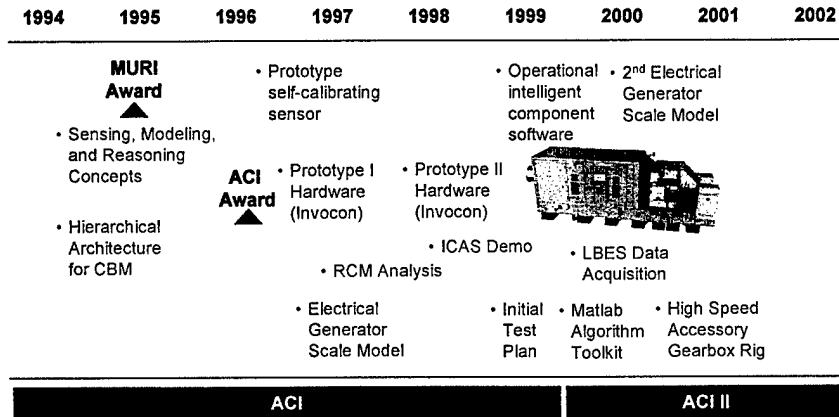 1994 1995 1996 1997 1998 1999 2000 2001 2002
MURI
Award
• Sensing, Modeling,
and Reasoning
Concepts
• Hierarchical
Architecture
for CBM
ACI
Award
• Prototype
self-calibrating
sensor
• Prototype I
Hardware
(Invocon)
• Prototype II
Hardware
(Invocon)
• ICAS Demo
• RCM Analysis
• Electrical
Generator
Scale Model
• Operational
intelligent
component
software
• 2nd Electrical
Generator
Scale Model
• LBES Data
Acquisition
• Initial
Test
Plan
• Matlab
Algorithm
Toolkit
• High Speed
Accessory
Gearbox Rig
ACI
ACI II